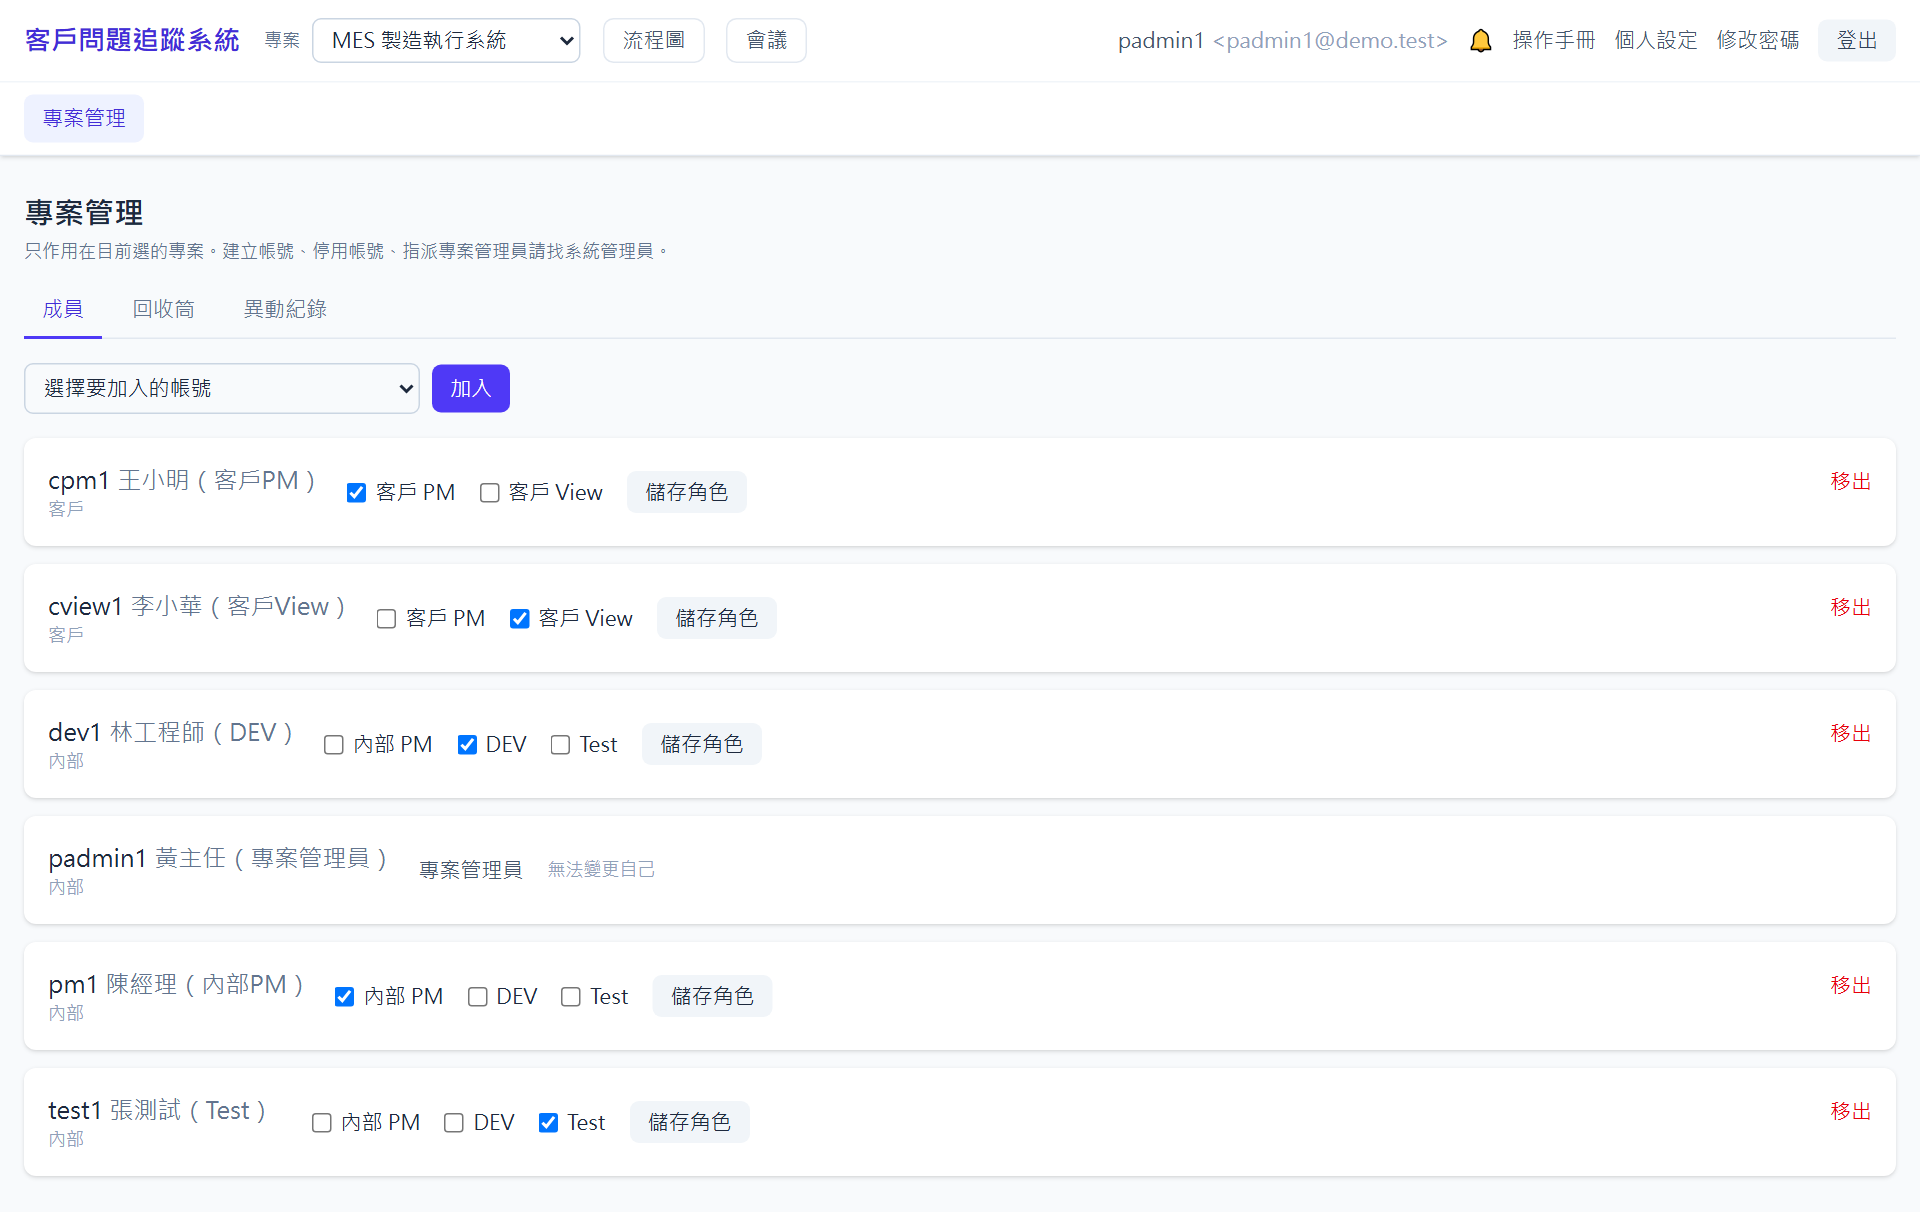 客戶問題追蹤系統 專案 MES 製造執行系統 流程圖 會議 padmin1 <padmin1@demo.test> 操作手冊 個人設定 修改密碼 登出
專案管理
專案管理
只作用在目前選的專案。建立帳號、停用帳號、指派專案管理員請找系統管理員。
成員 回收筒 異動紀錄
選擇要加入的帳號 加入
cpm1 王小明（客戶PM） 客戶 PM 客戶 View 儲存角色 移出
客戶
cview1 李小華（客戶View） 客戶 PM 客戶 View 儲存角色 移出
客戶
dev1 林工程師（DEV） 內部 PM DEV Test 儲存角色 移出
內部
padmin1 黃主任（專案管理員） 專案管理員 無法變更自己
內部
pm1 陳經理（內部PM） 內部 PM DEV Test 儲存角色 移出
內部
test1 張測試（Test） 內部 PM DEV Test 儲存角色 移出
內部